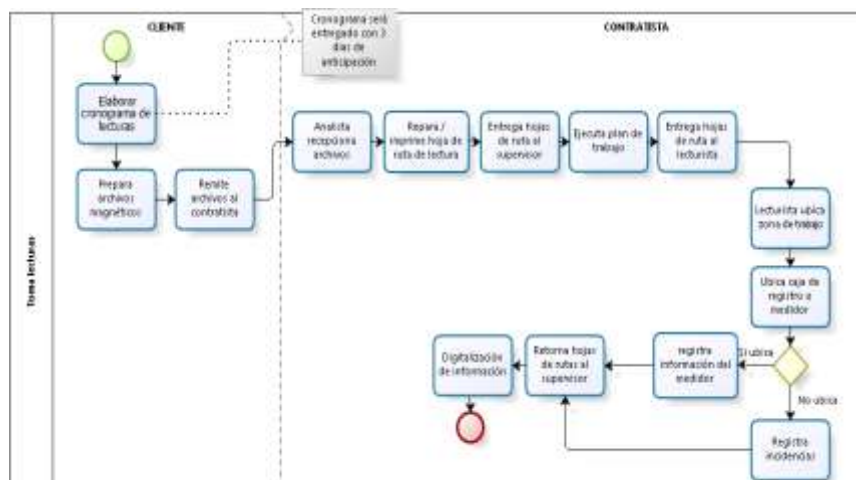 CLIENTE
Cronograma será
entregado con 3
días de
anticipación
CONTRATISTA
Toma lecturas
Elaborar
cronograma de
lecturas
Prepara
archivos
magnéticos
Remite
archivos al
contratista
Analista
recepciona
archivos
Repara /
imprime hoja de
ruta de lectura
Entrega hojas
de ruta al
supervisor
Ejecuta plan de
trabajo
Entrega hojas
de ruta al
lecturista
Lecturista ubica
zona de trabajo
Ubica caja de
registro o
medidor
Si ubica
No ubica
registra
información del
medidor
Retorna hojas
de rutas al
supervisor
Digitalización
de información
Registra
incidencias